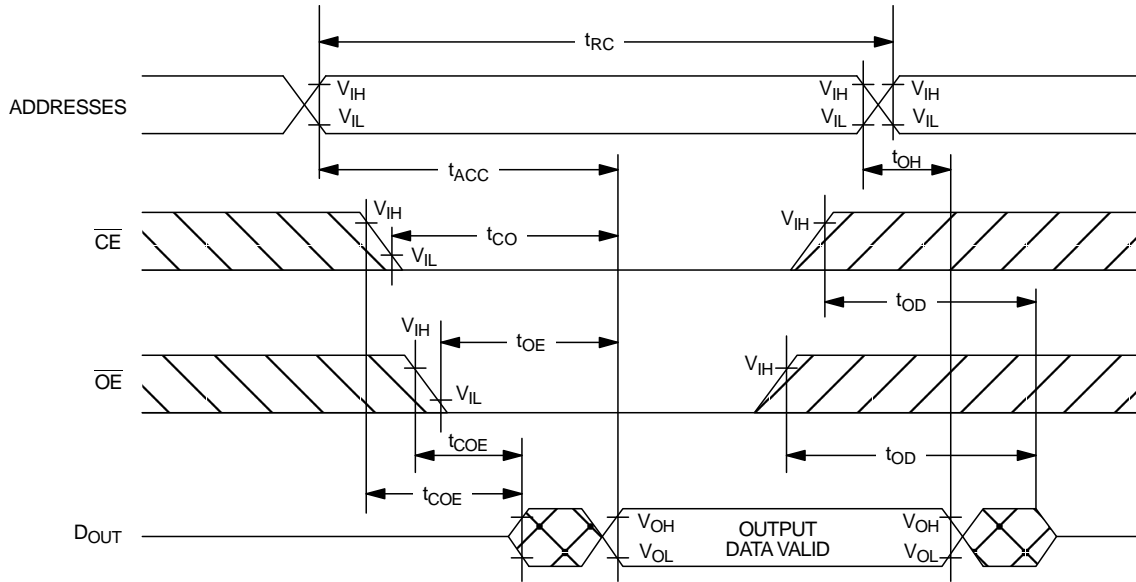 tRC
ADDRESSES
VIH
VIL
VIH
VIL
VIH
VIL
tACC
tOH
CE
VIH
VIL
tCO
VIH
tOD
OE
VIH
VIL
tOE
VIH
tCOE
tOD
tCOE
DOUT
VOH
VOL
OUTPUT
DATA VALID
VOH
VOL